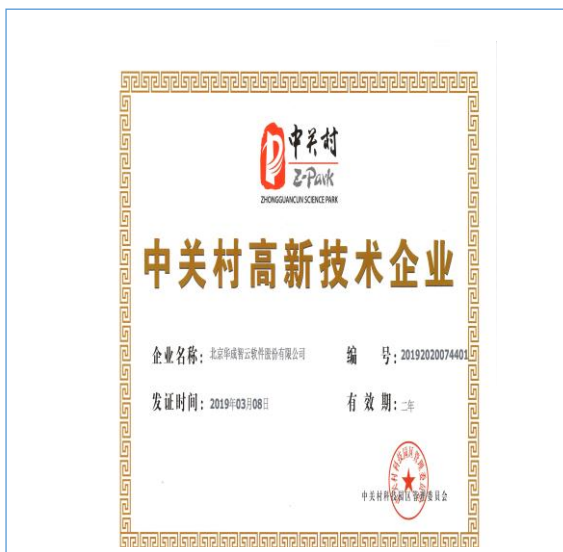 中关村
Z-Park
ZHONGGUANCUN SCIENCE PARK
中关村高新技术企业
企业名称：北京华成智云软件股份有限公司
编 号：20192020074401
发证时间：2019年03月08日
有 效 期：二年
中关村科技园区管理委员会